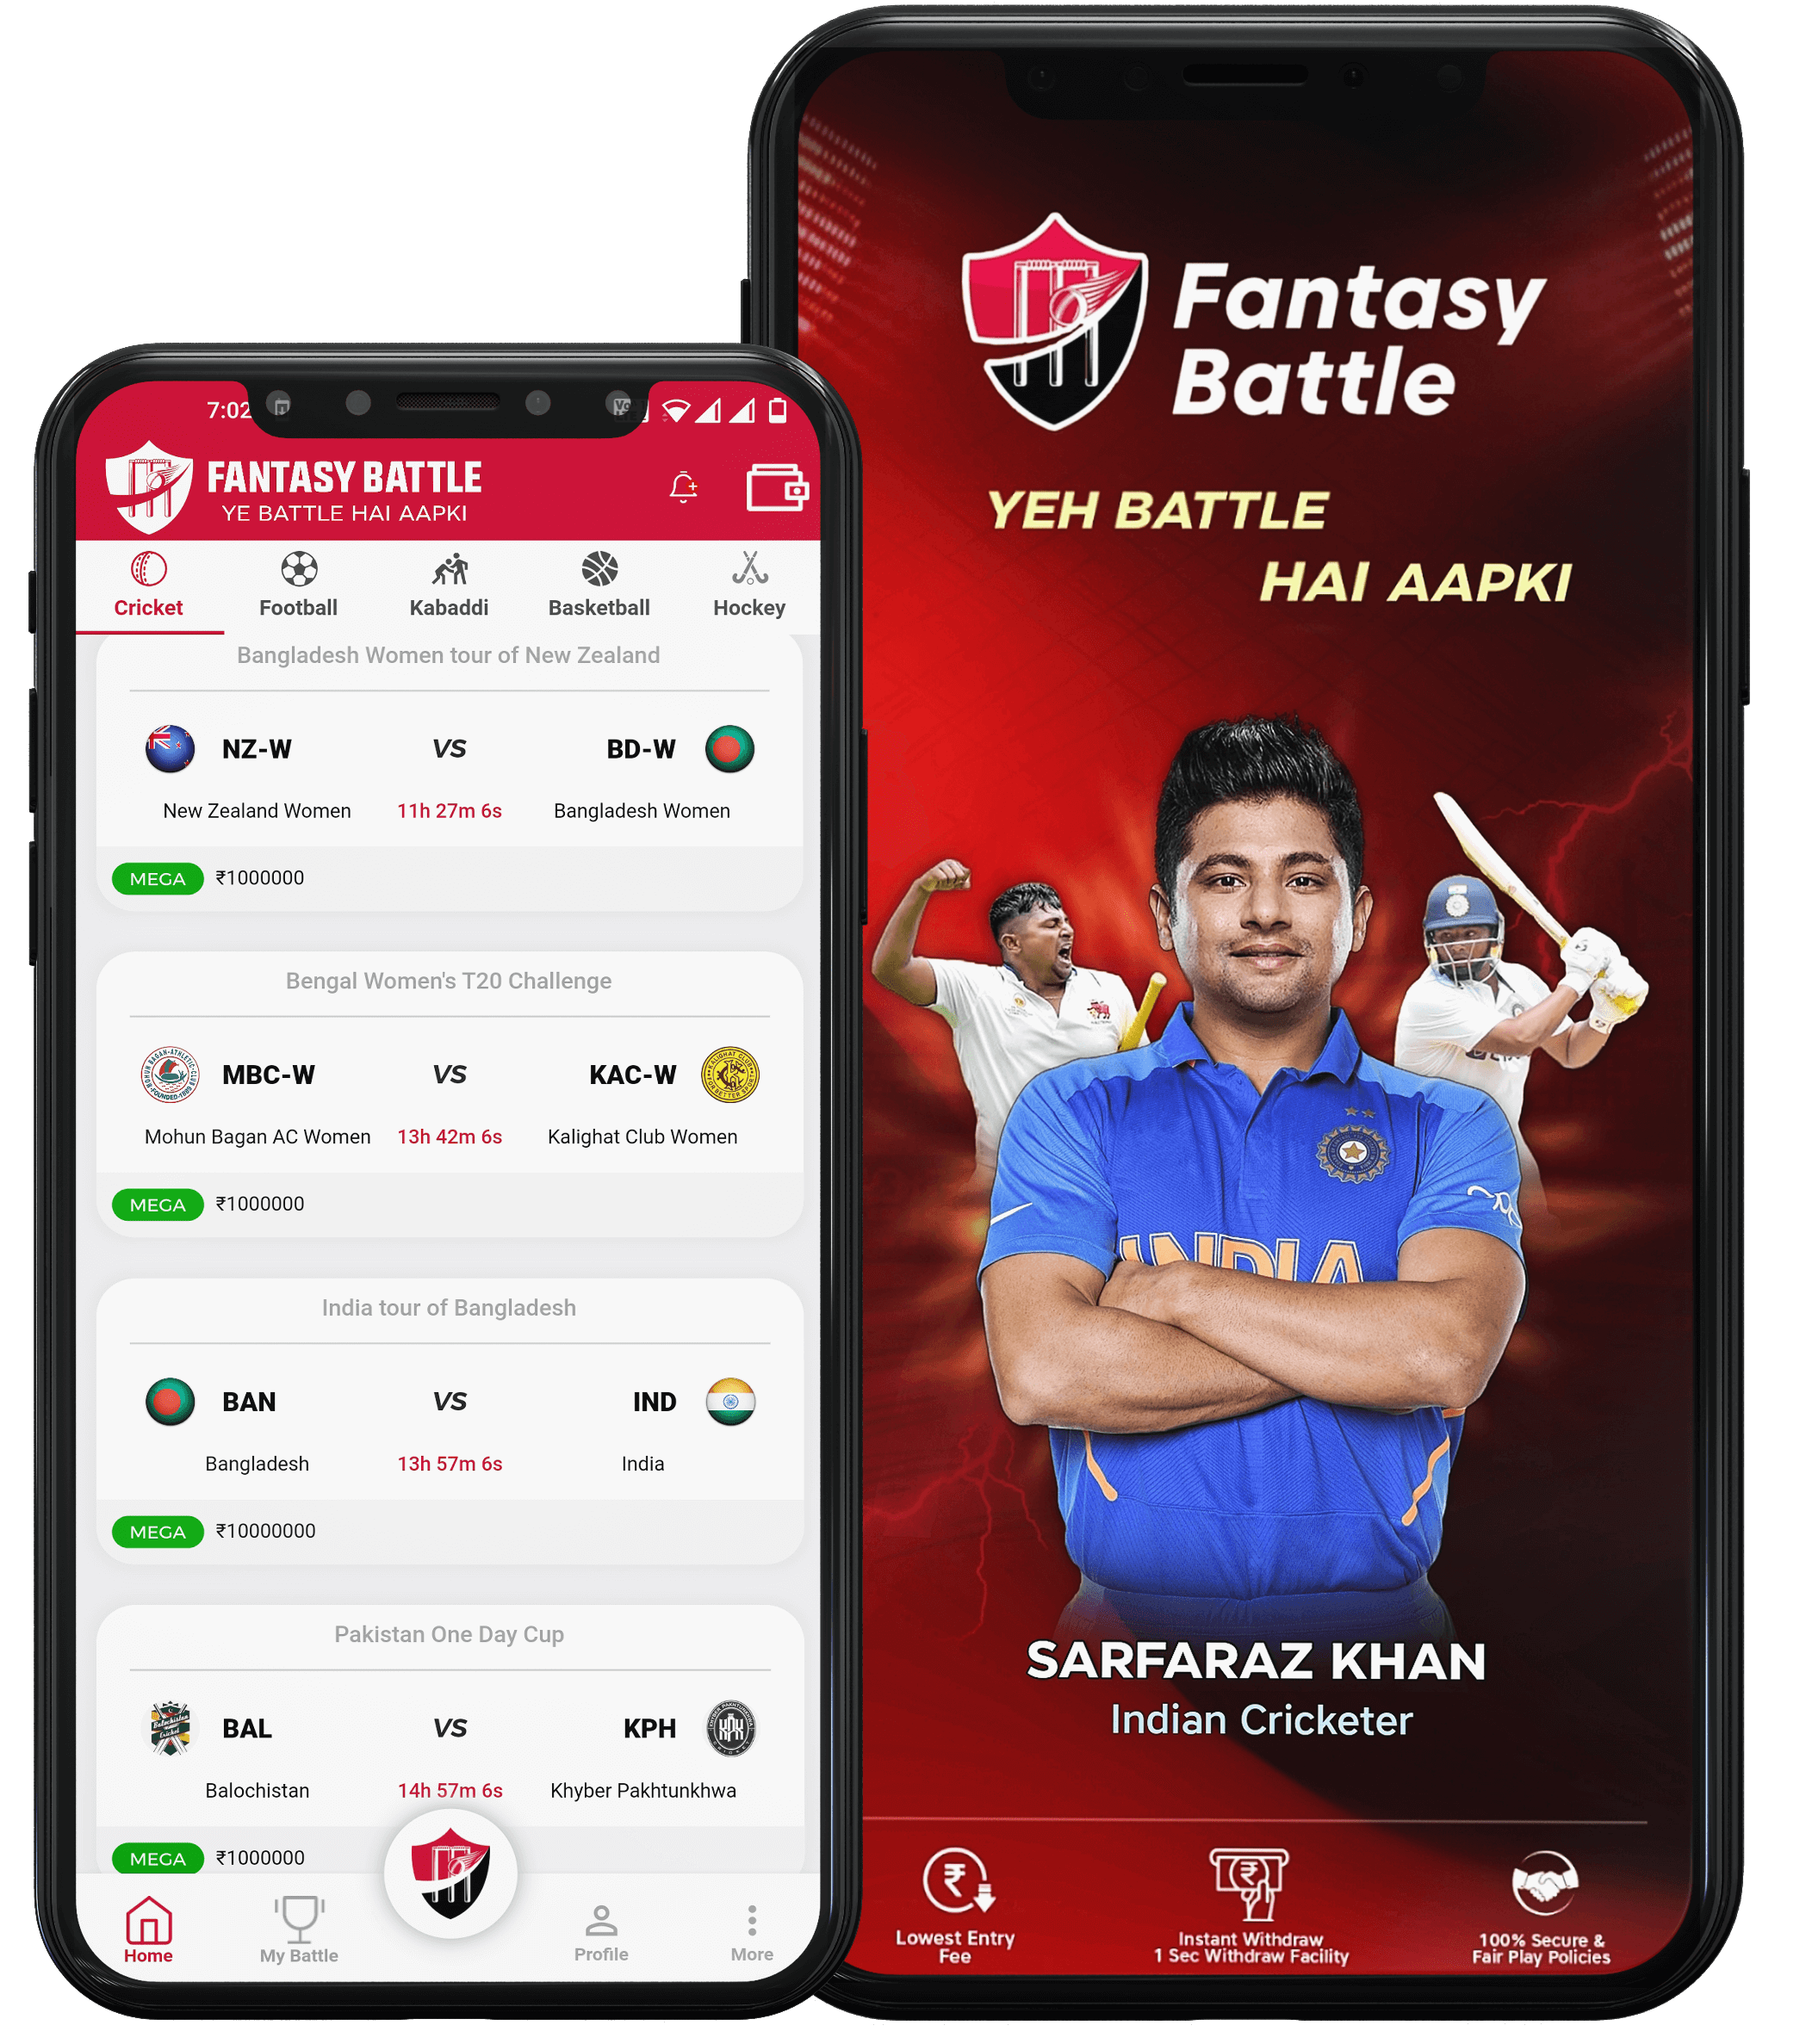 7:02
FANTASY BATTLE
YE BATTLE HAI AAPKI
Cricket
Football
Kabaddi
Basketball
Hockey
Bangladesh Women tour of New Zealand
NZ-W VS BD-W
New Zealand Women 11h 27m 6s Bangladesh Women
MEGA ₹1000000
Bengal Women's T20 Challenge
MBC-W VS KAC-W
Mohun Bagan AC Women 13h 42m 6s Kalighat Club Women
MEGA ₹1000000
India tour of Bangladesh
BAN VS IND
Bangladesh 13h 57m 6s India
MEGA ₹10000000
Pakistan One Day Cup
BAL VS KPH
Balochistan 14h 57m 6s Khyber Pakhtunkhwa
MEGA ₹1000000
Home
My Battle
Profile
More
Fantasy
Battle
YEH BATTLE
HAI AAPKI
INDIA
SARFARAZ KHAN
Indian Cricketer
Lowest Entry
Fee
Instant Withdraw
1 Sec Withdraw Facility
100% Secure &
Fair Play Policies